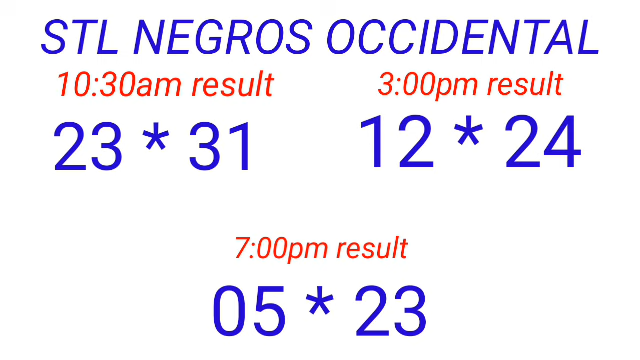 STL NEGROS OCCIDENTAL
10:30am result
23 * 31
3:00pm result
12 * 24
7:00pm result
05 * 23